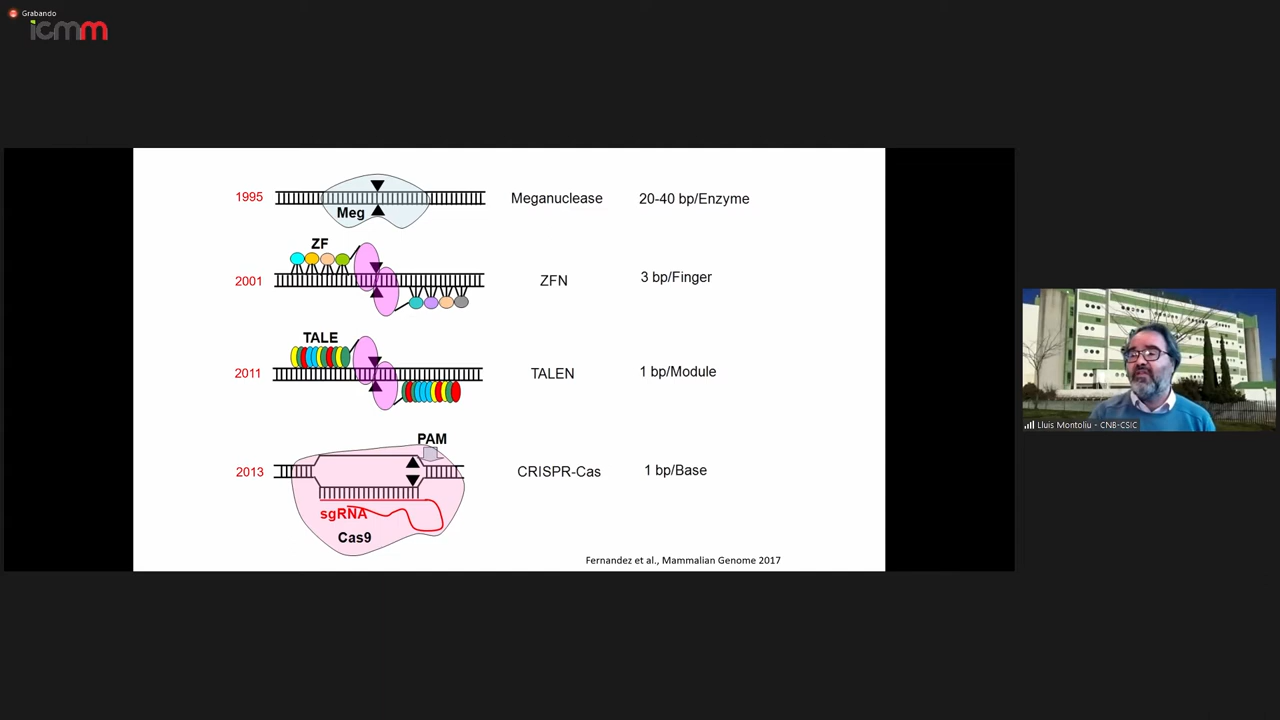 Grabando
icmm
1995
Meg
Meganuclease
20-40 bp/Enzyme
ZF
2001
ZFN
3 bp/Finger
TALE
2011
TALEN
1 bp/Module
PAM
2013
CRISPR-Cas
1 bp/Base
sgRNA
Cas9
Fernandez et al., Mammalian Genome 2017
Lluis Montoliu - CNB-CSIC